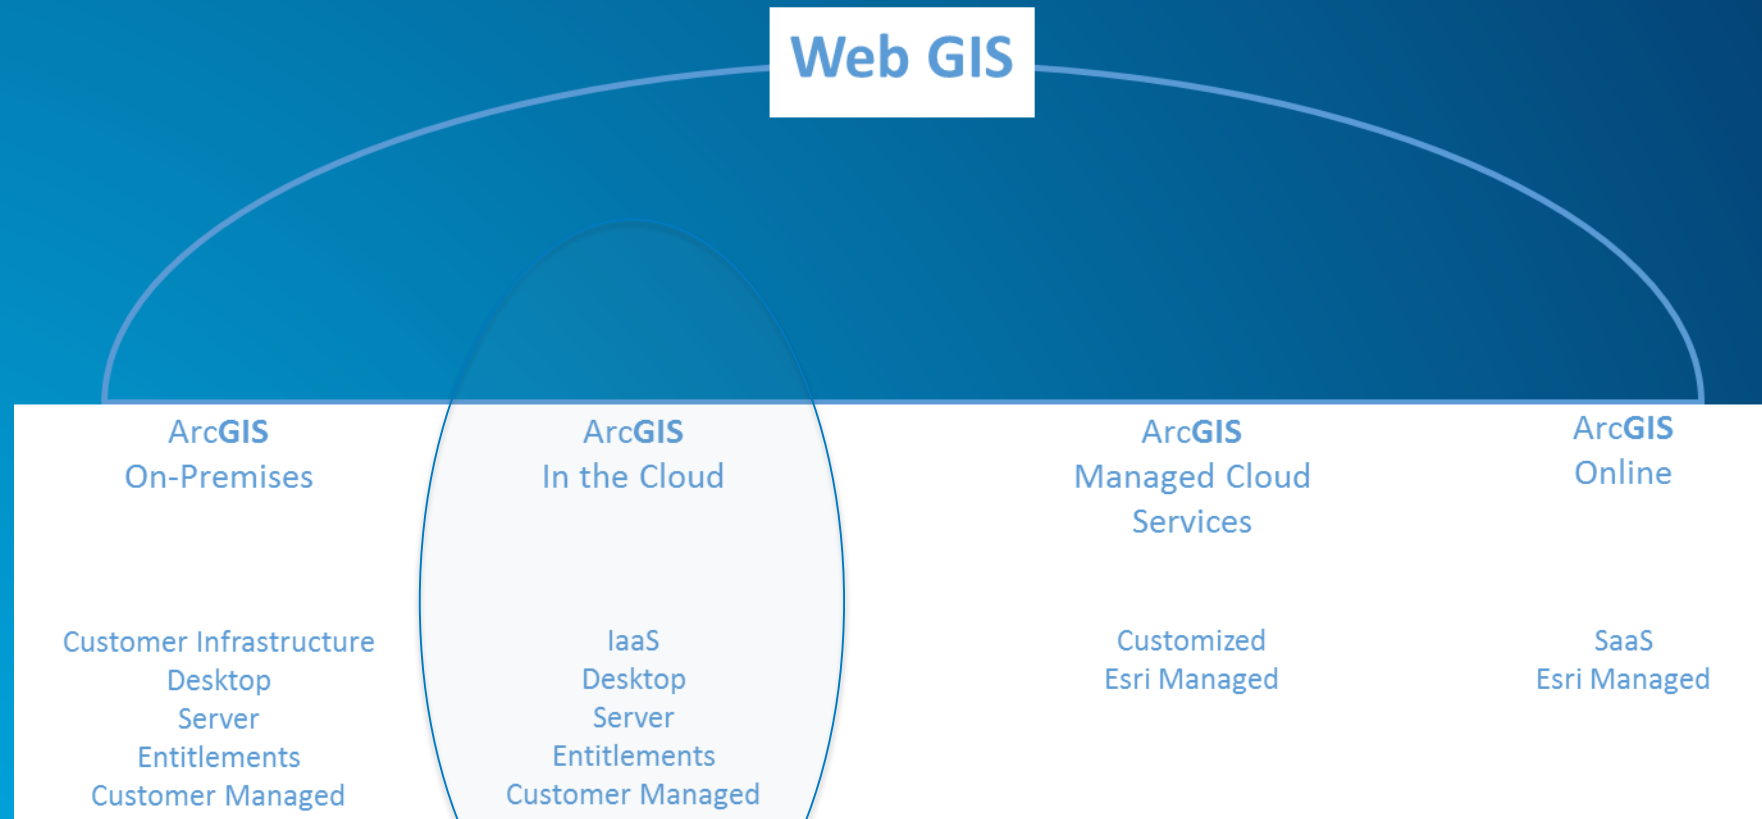 Web GIS
ArcGIS
On-Premises
Customer Infrastructure
Desktop
Server
Entitlements
Customer Managed
ArcGIS
In the Cloud
IaaS
Desktop
Server
Entitlements
Customer Managed
ArcGIS
Managed Cloud
Services
Customized
Esri Managed
ArcGIS
Online
SaaS
Esri Managed